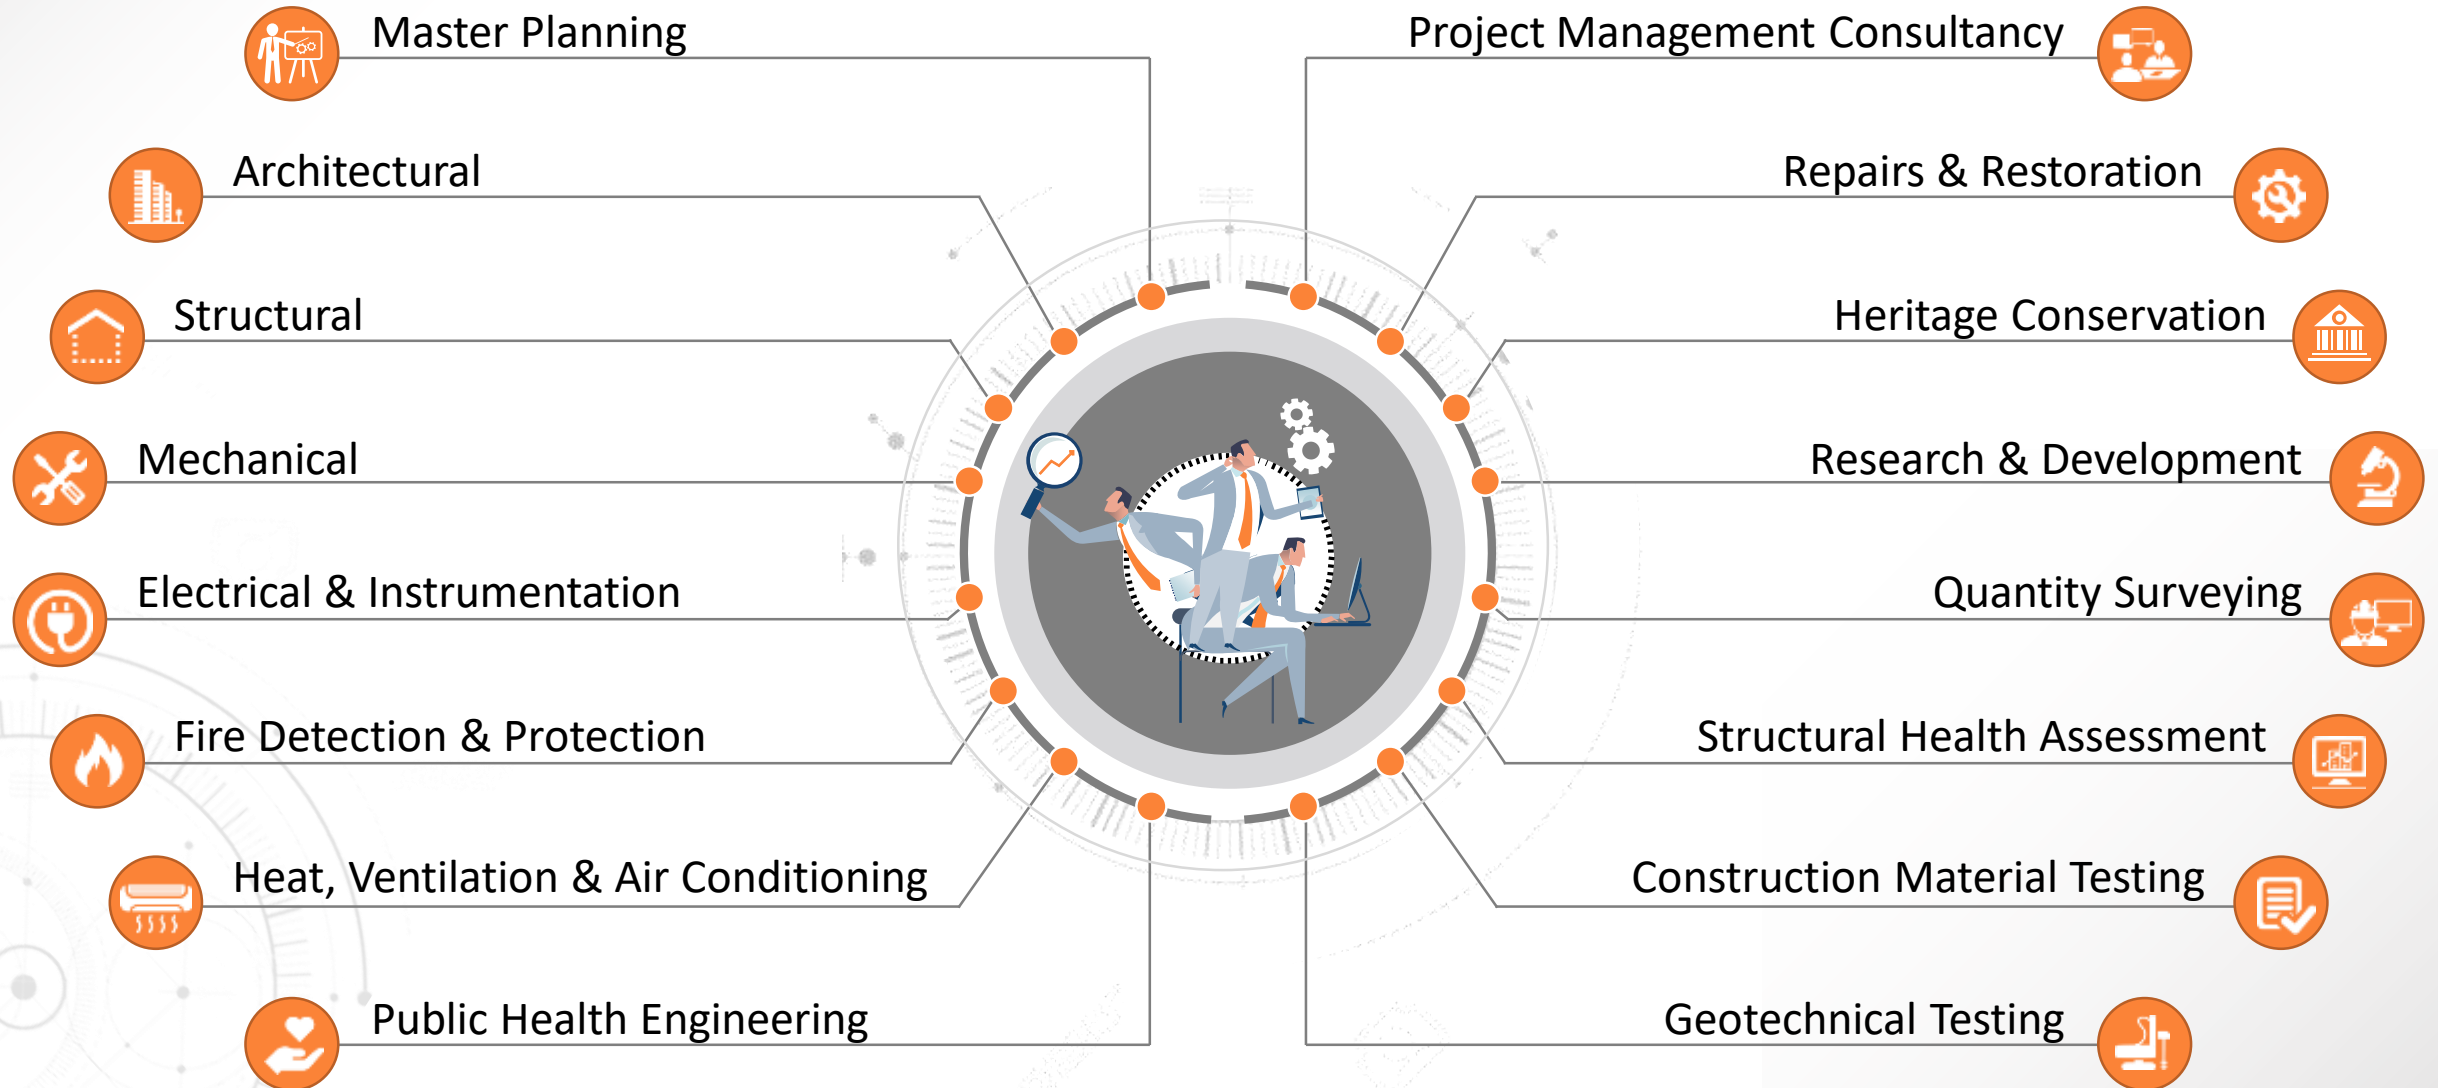 Master Planning
Architectural
Structural
Mechanical
Electrical & Instrumentation
Fire Detection & Protection
Heat, Ventilation & Air Conditioning
Public Health Engineering
Project Management Consultancy
Repairs & Restoration
Heritage Conservation
Research & Development
Quantity Surveying
Structural Health Assessment
Construction Material Testing
Geotechnical Testing